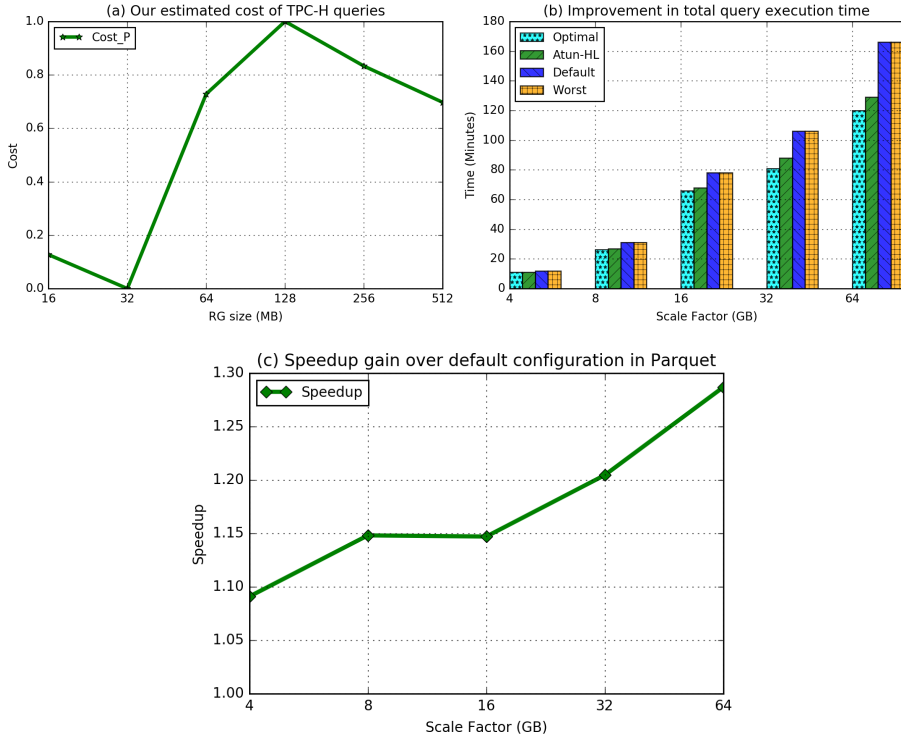 (a) Our estimated cost of TPC-H queries
Cost_P
1.0
0.8
0.6
0.4
0.2
0.0
Cost
16 32 64 128 256 512
RG size (MB)
(b) Improvement in total query execution time
Optimal
Atun-HL
Default
Worst
180
160
140
120
100
80
60
40
20
0
Time (Minutes)
4 8 16 32 64
Scale Factor (GB)
(c) Speedup gain over default configuration in Parquet
Speedup
1.30
1.25
1.20
1.15
1.10
1.05
1.00
Speedup
4 8 16 32 64
Scale Factor (GB)